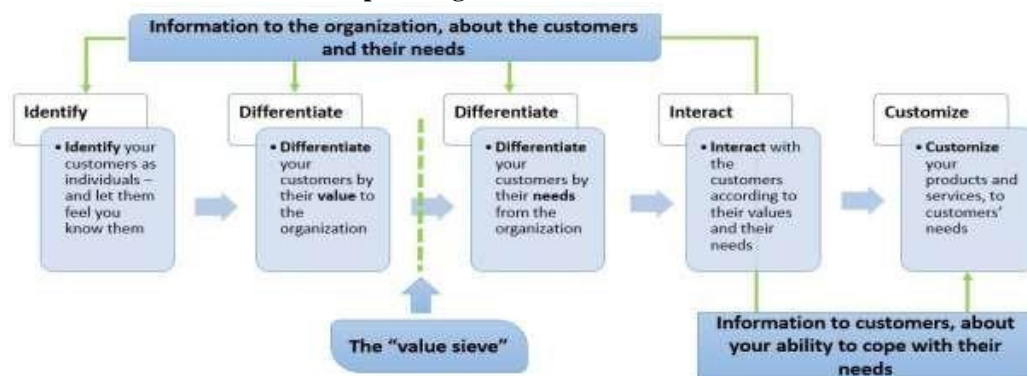 Information to the organization, about the customers
and their needs
Identify
• Identify your
customers as
individuals –
and let them
feel you
know them
Differentiate
• Differentiate
your
customers by
their value to
the
organization
Differentiate
• Differentiate
your
customers by
their needs
from the
organization
Interact
• Interact with
the
customers
according to
their values
and their
needs
Customize
• Customize
your
products and
services, to
customers'
needs
The "value sieve"
Information to customers, about
your ability to cope with their
needs